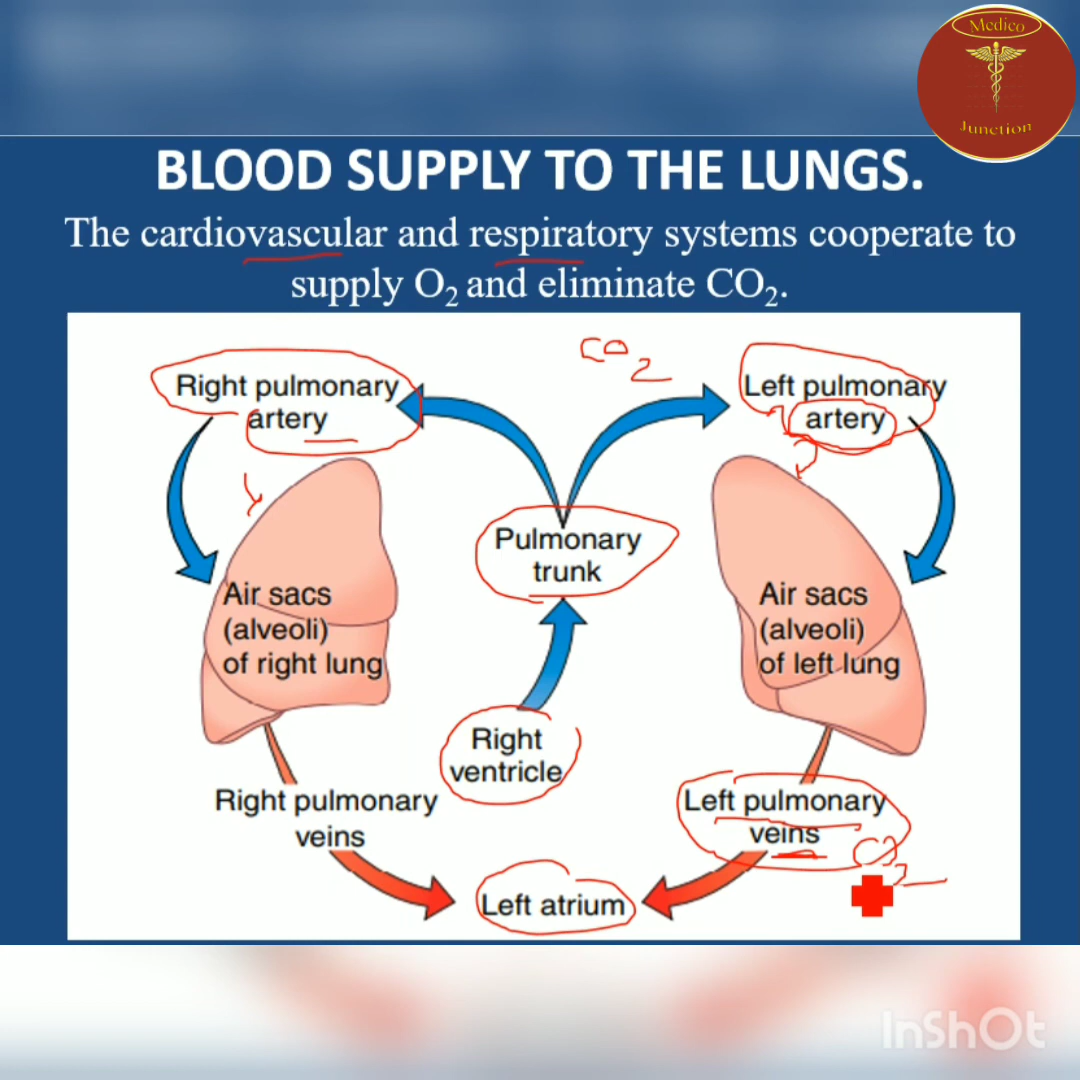 Medico
Junction
BLOOD SUPPLY TO THE LUNGS.
The cardiovascular and respiratory systems cooperate to
supply O₂ and eliminate CO₂.
CO₂
Right pulmonary
artery
Left pulmonary
artery
Pulmonary
trunk
Air sacs
(alveoli)
of right lung
Air sacs
(alveoli)
of left lung
Right
ventricle
Right pulmonary
veins
Left pulmonary
veins
Left atrium
InShOt